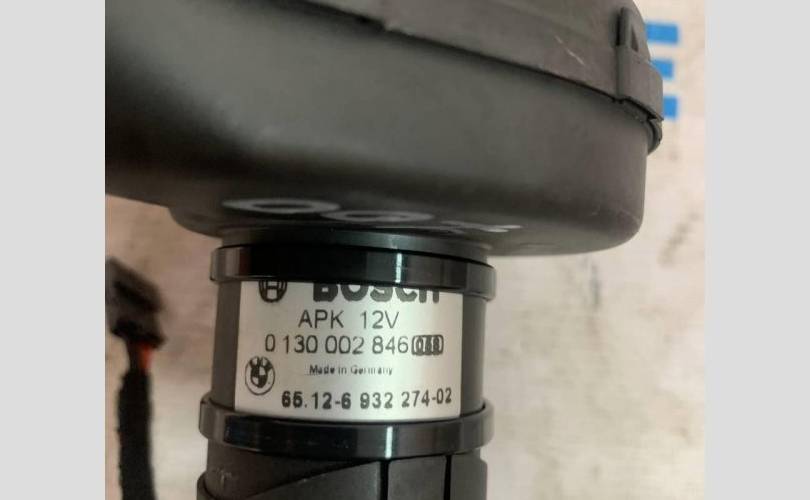 BOSCH
APK 12V
0 130 002 846
Made in Germany
65.12-6 932 274-02